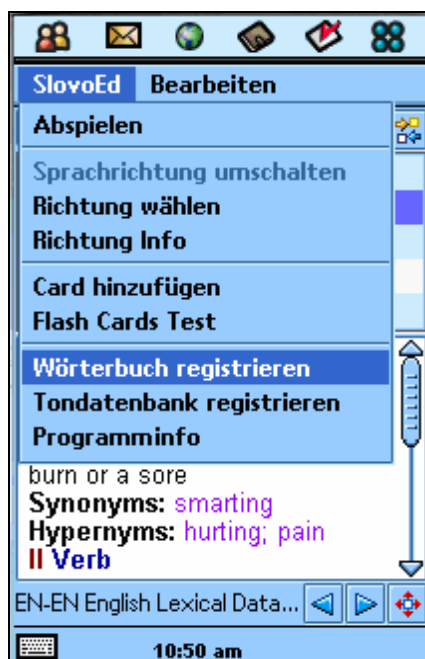 SlovoEd Bearbeiten
Abspielen
Sprachrichtung umschalten
Richtung wählen
Richtung Info
Card hinzufügen
Flash Cards Test
Wörterbuch registrieren
Tondatenbank registrieren
Programminfo
burn or a sore
Synonyms: smarting
Hypernyms: hurting; pain
II Verb
EN-EN English Lexical Data...
10:50 am